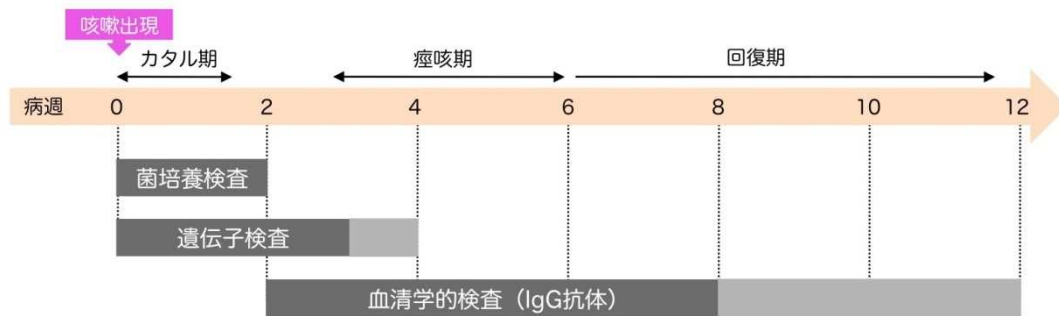 咳嗽出現
カタル期 痙咳期 回復期
病週 0 2 4 6 8 10 12
菌培養検査
遺伝子検査
血清学的検査（IgG抗体）